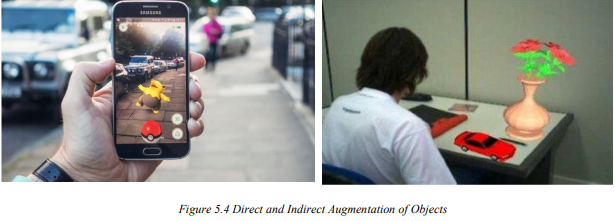 SAMSUNG
Figure 5.4 Direct and Indirect Augmentation of Objects